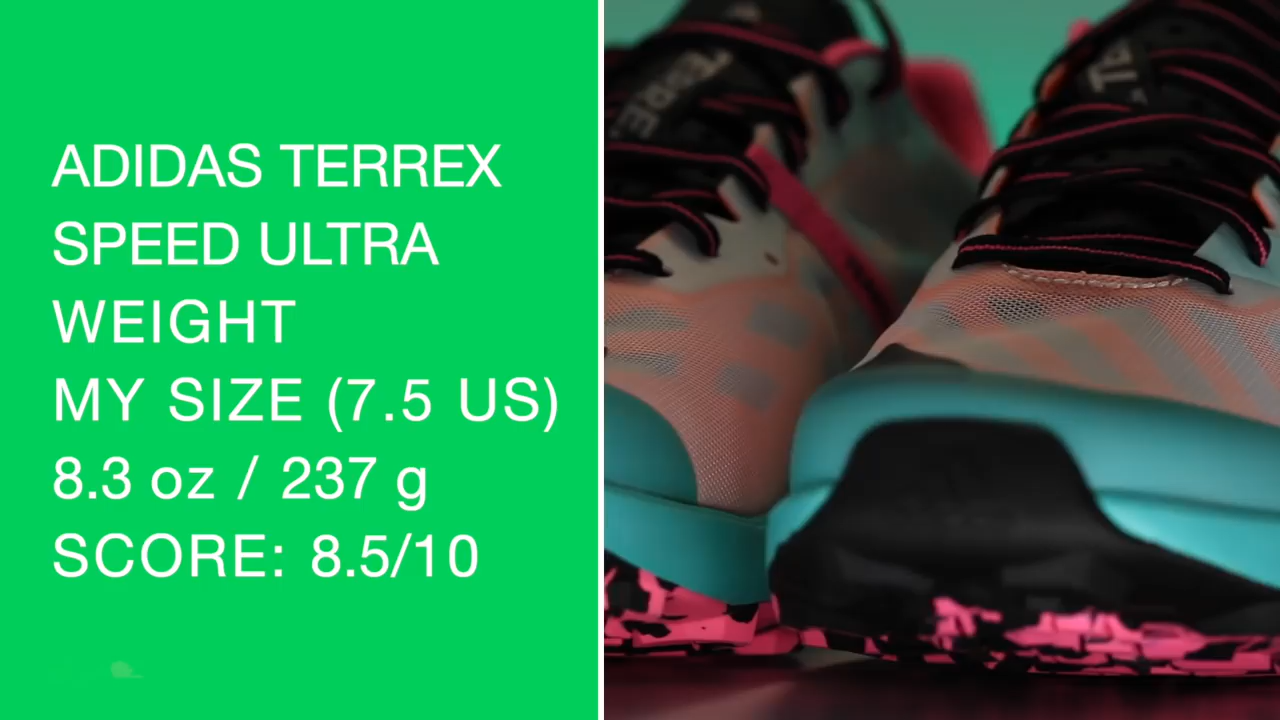 ADIDAS TERREX
SPEED ULTRA
WEIGHT
MY SIZE (7.5 US)
8.3 oz / 237 g
SCORE: 8.5/10